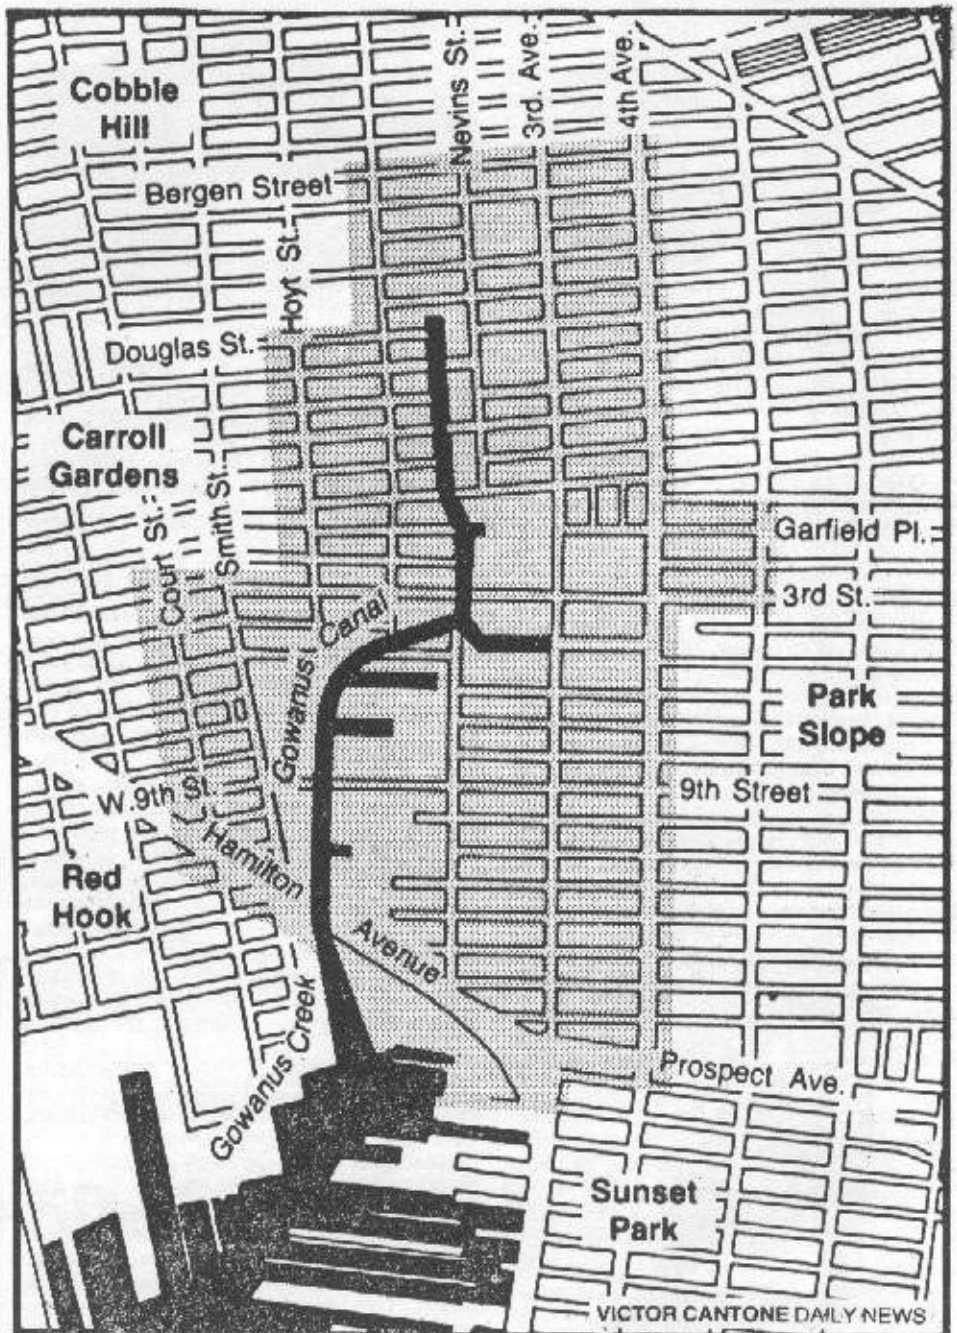 Cobble
Hill
Nevins St.
3rd. Ave.
4th Ave.
Bergen Street
Hoyt St.
Douglas St.
Carroll
Gardens
Court St.
Smith St.
Garfield Pl.
3rd St.
Gowanus Canal
Park
Slope
W. 9th St.
9th Street
Hamilton
Avenue
Red
Hook
Gowanus Creek
Prospect Ave.
Sunset
Park
VICTOR CANTONE DAILY NEWS